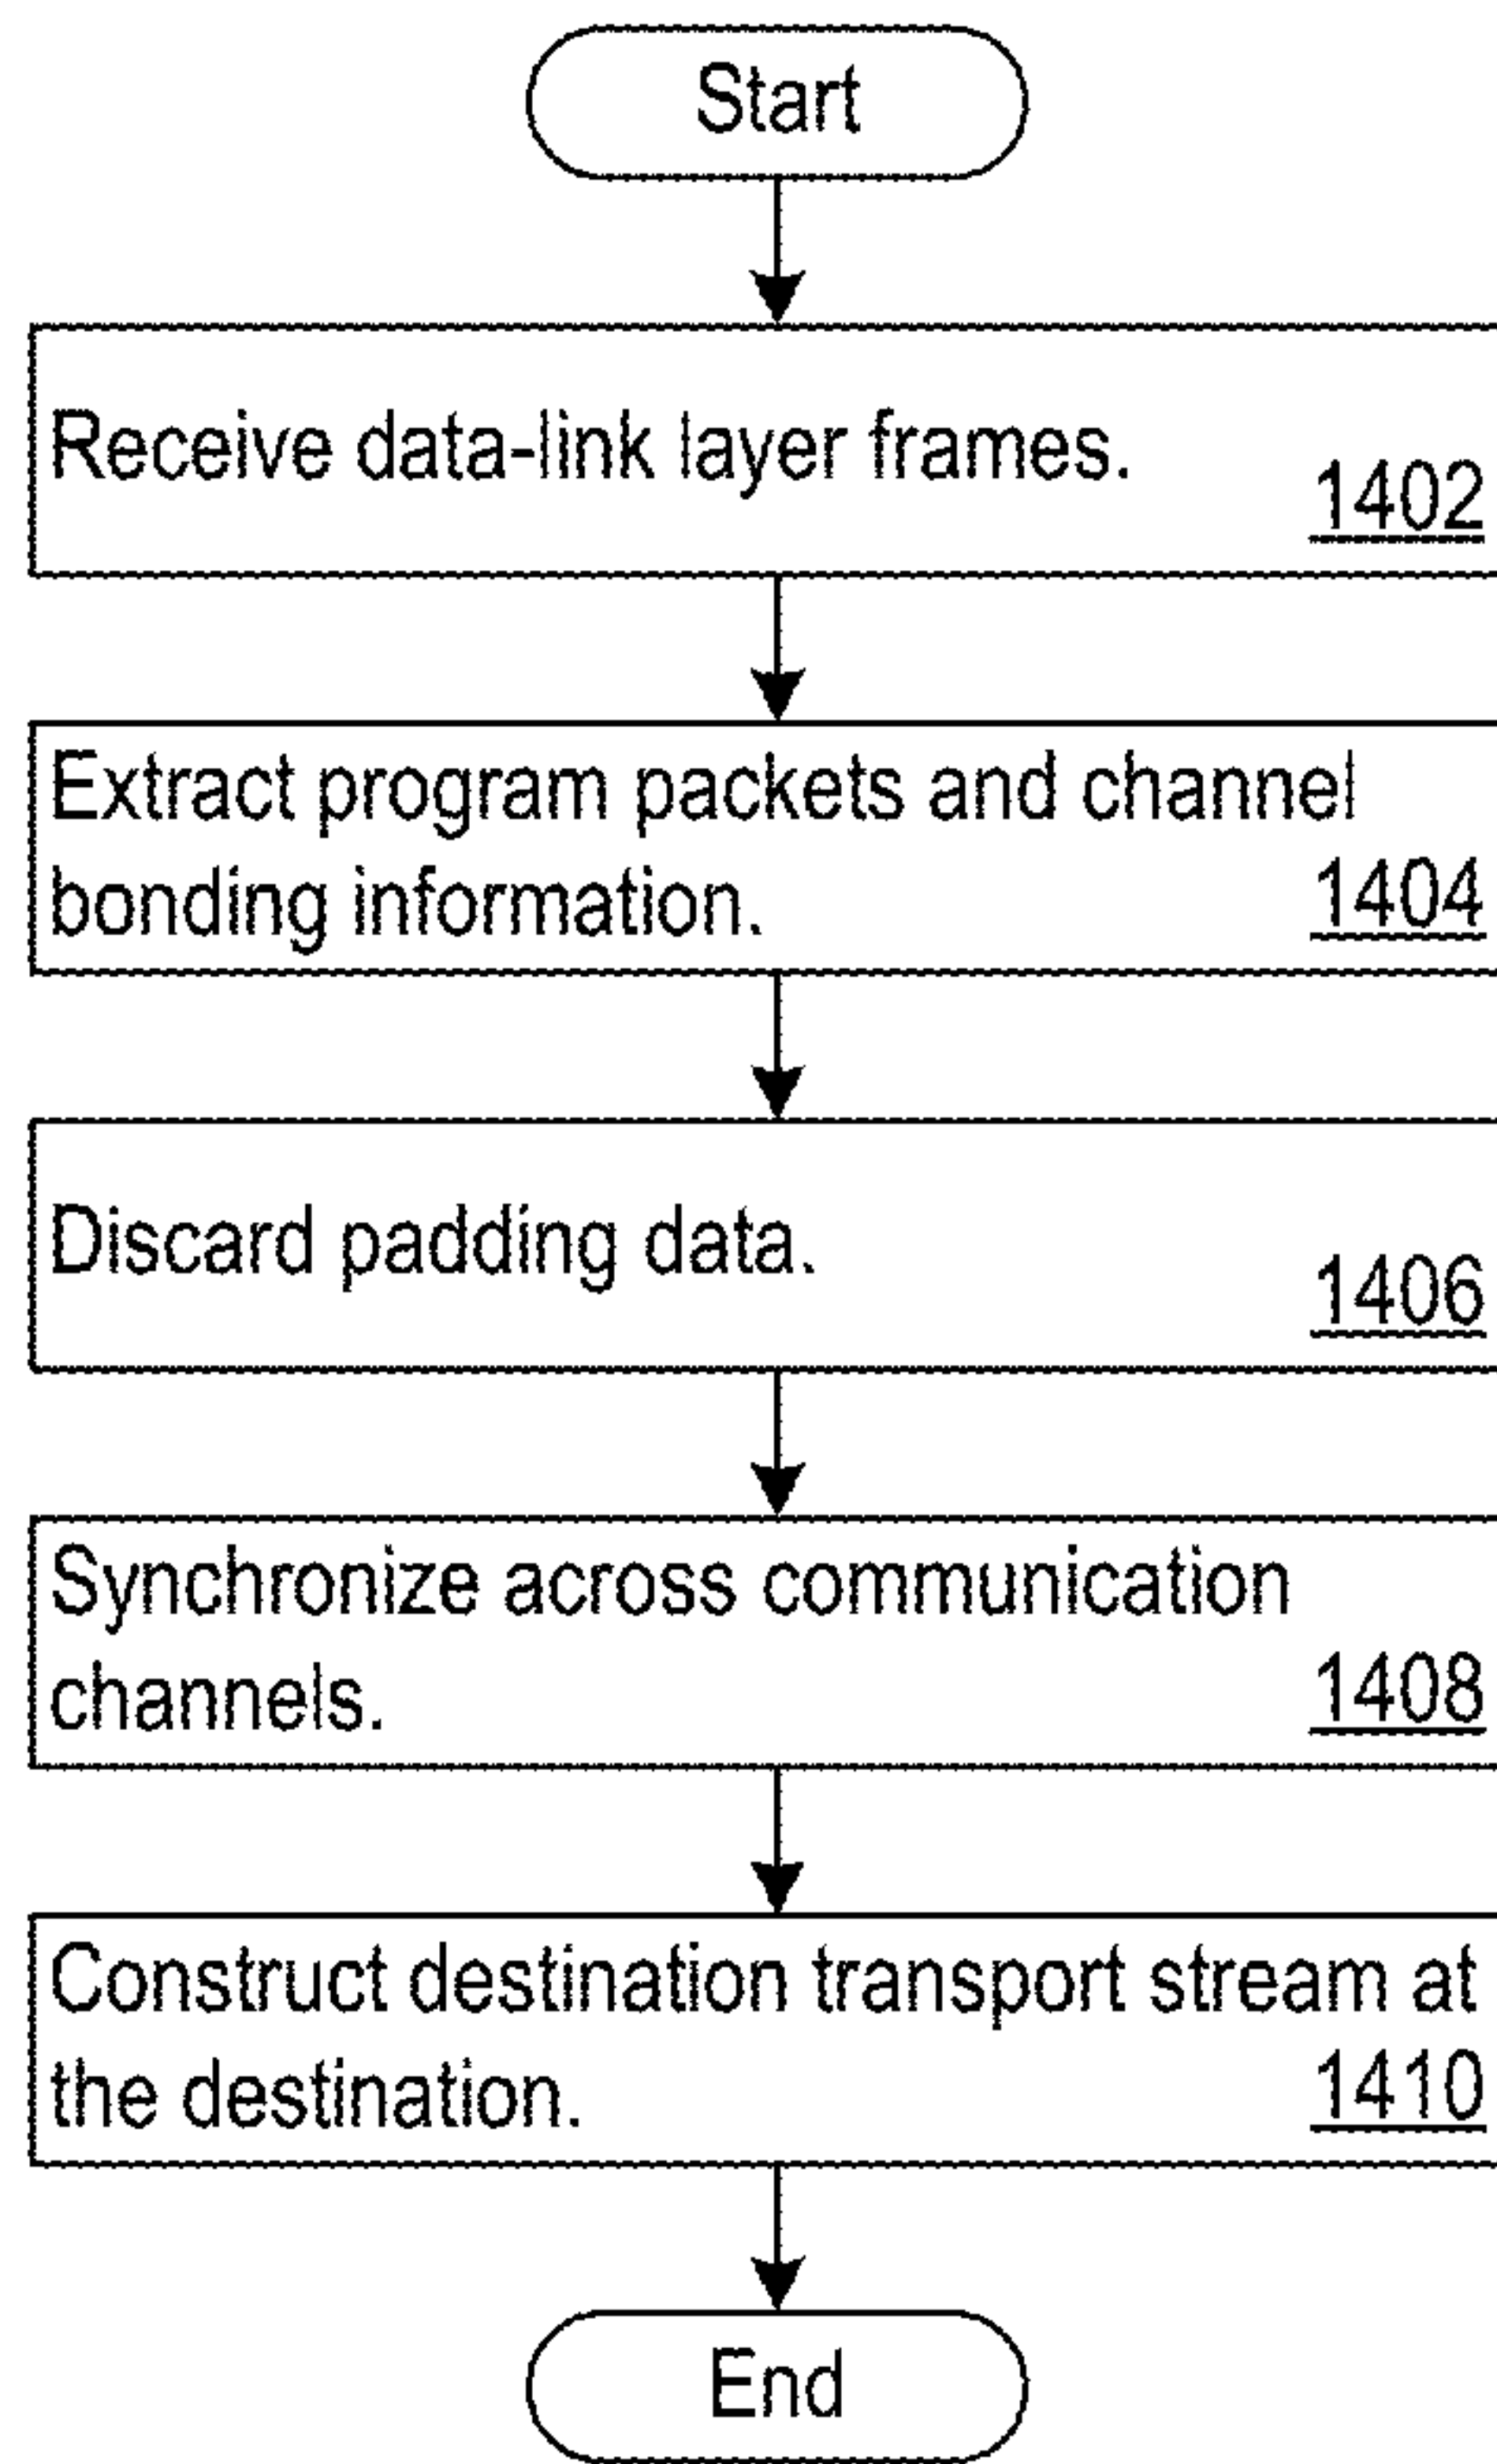 Start
Receive data-link layer frames.
1402
Extract program packets and channel
bonding information.
1404
Discard padding data.
1406
Synchronize across communication
channels.
1408
Construct destination transport stream at
the destination.
1410
End